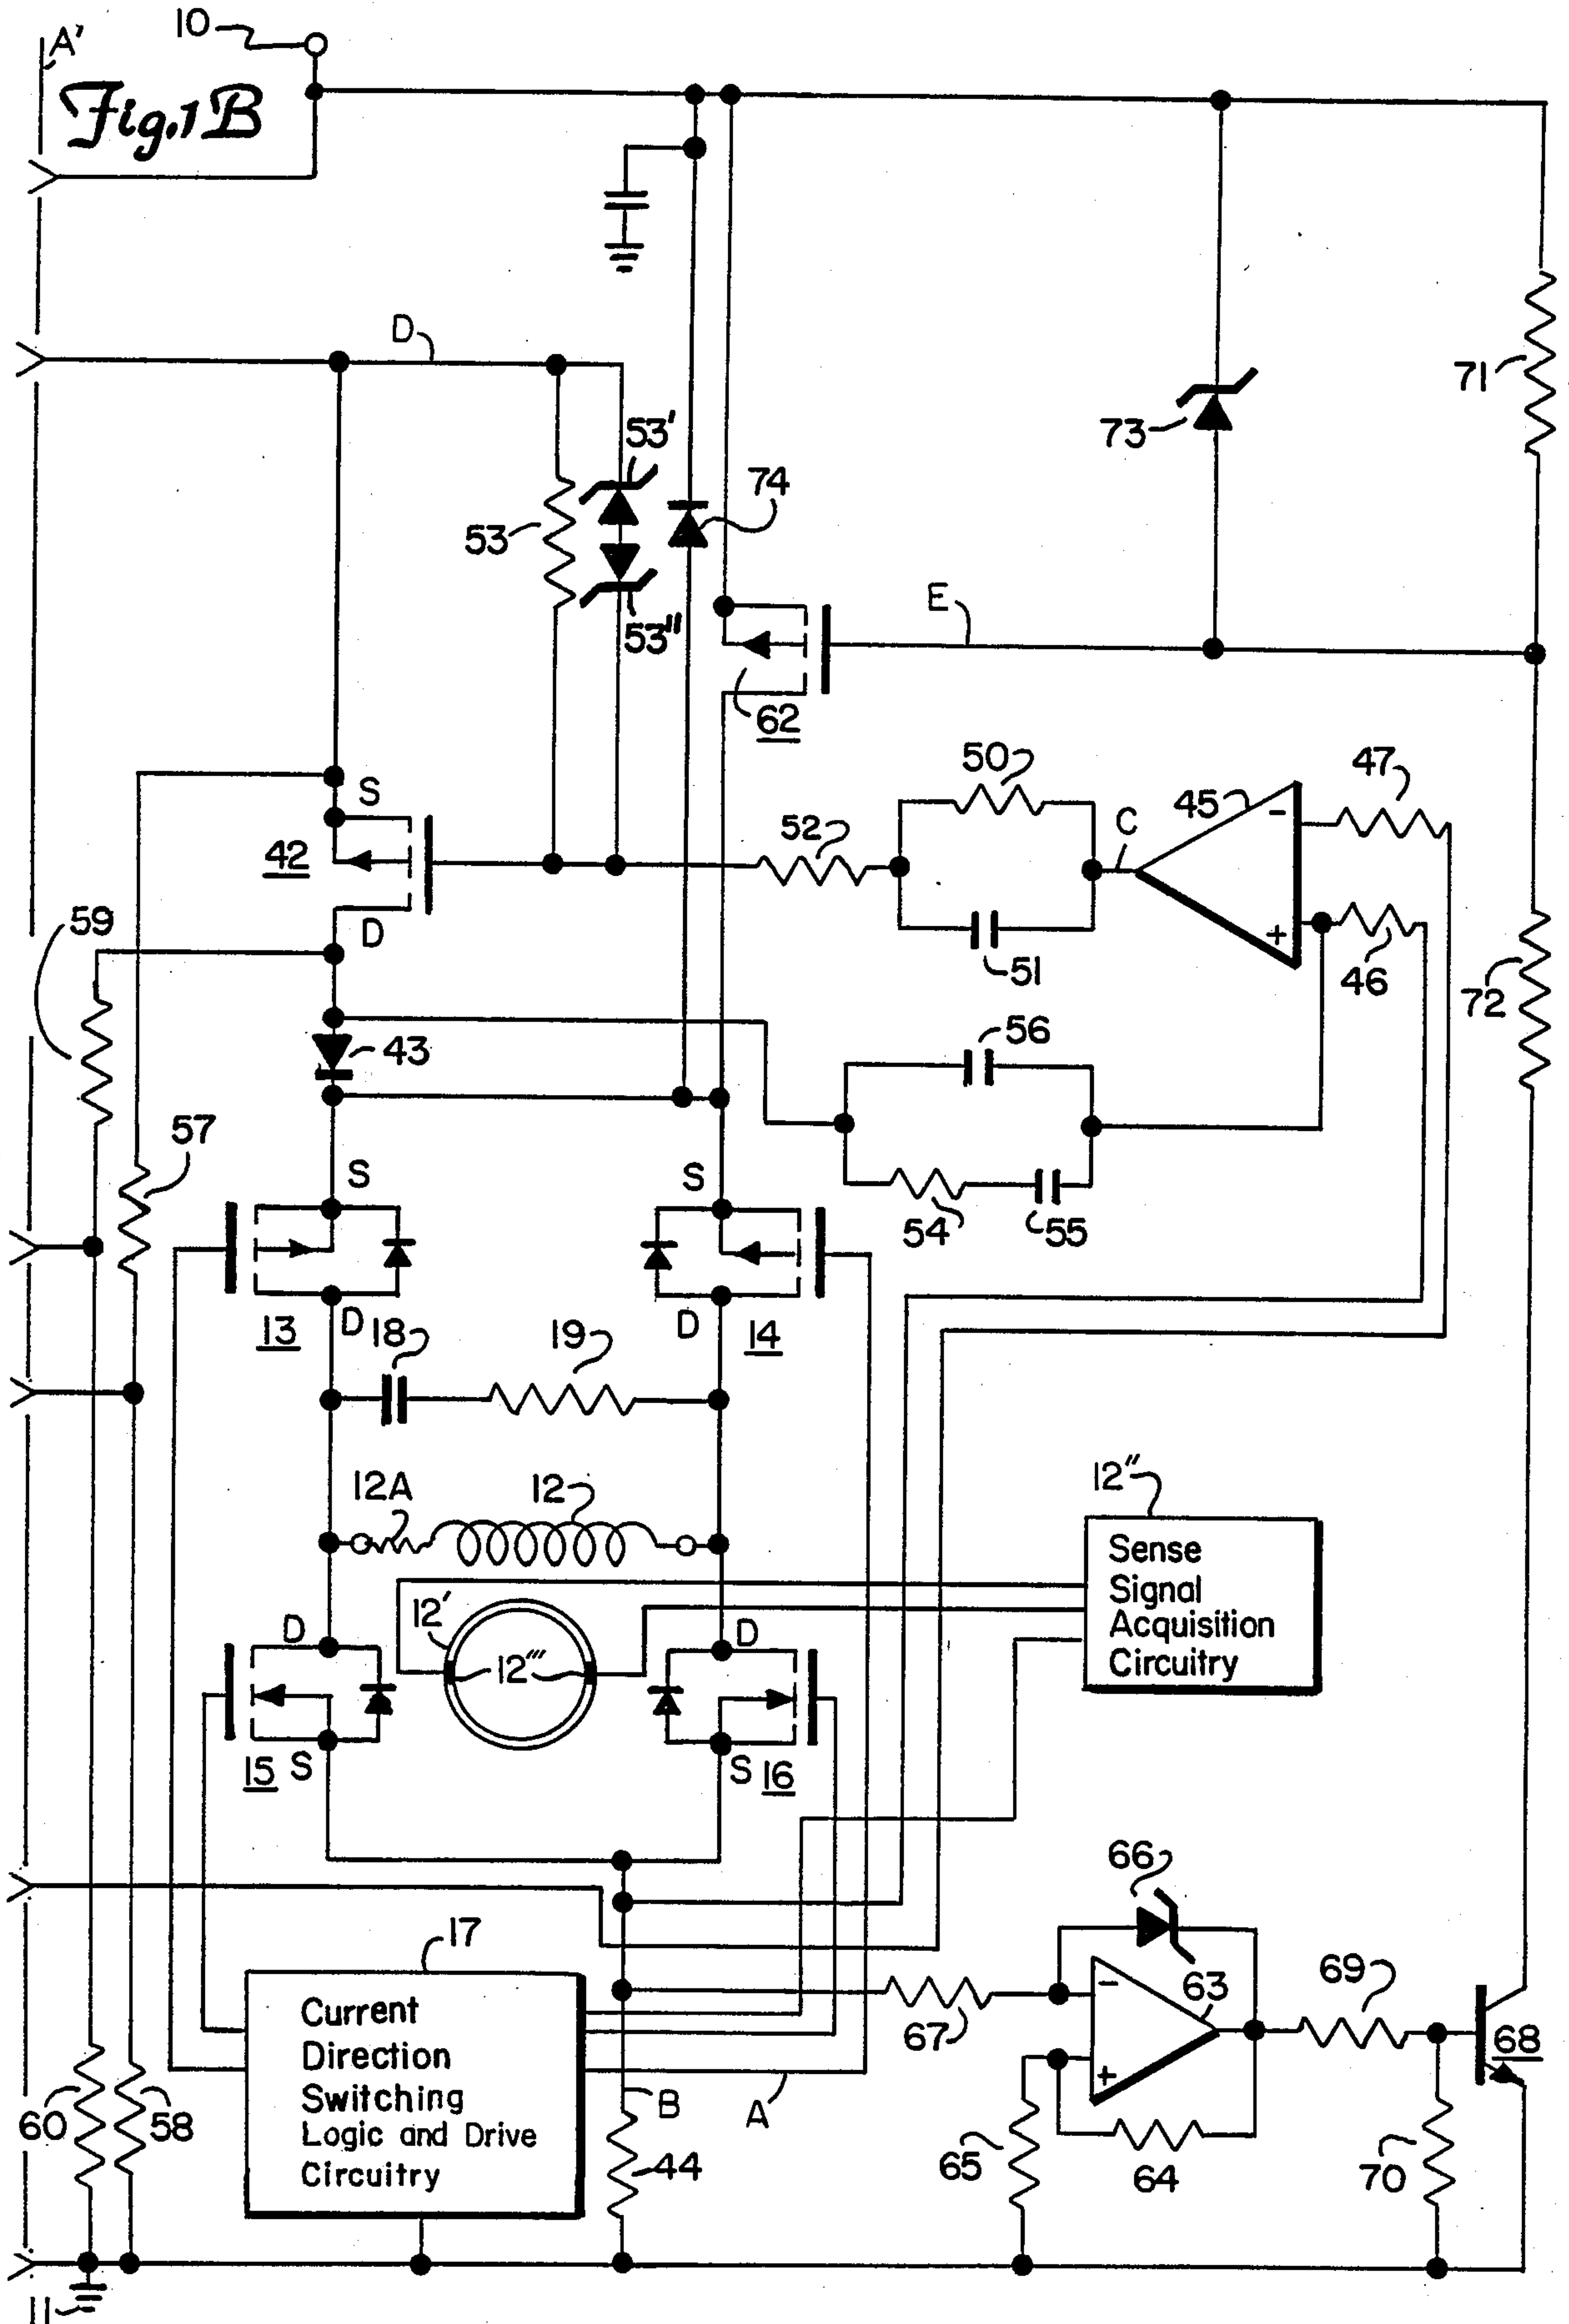 10
A'
Fig.1B
D
71
53'
73
74
53
53"
E
62
50
47
S
45
-
52
C
42
59
D
+
51
46
72
56
43
57
S
S
54
55
D
18
19
D
13
14
12"
12A
12
Sense
Signal
Acquisition
Circuitry
12'
D
D
12'''
S
S
15
16
66
17
-
63
69
Current
Direction
Switching
Logic and Drive
Circuitry
67
68
+
B
A
60
58
44
65
64
70
11